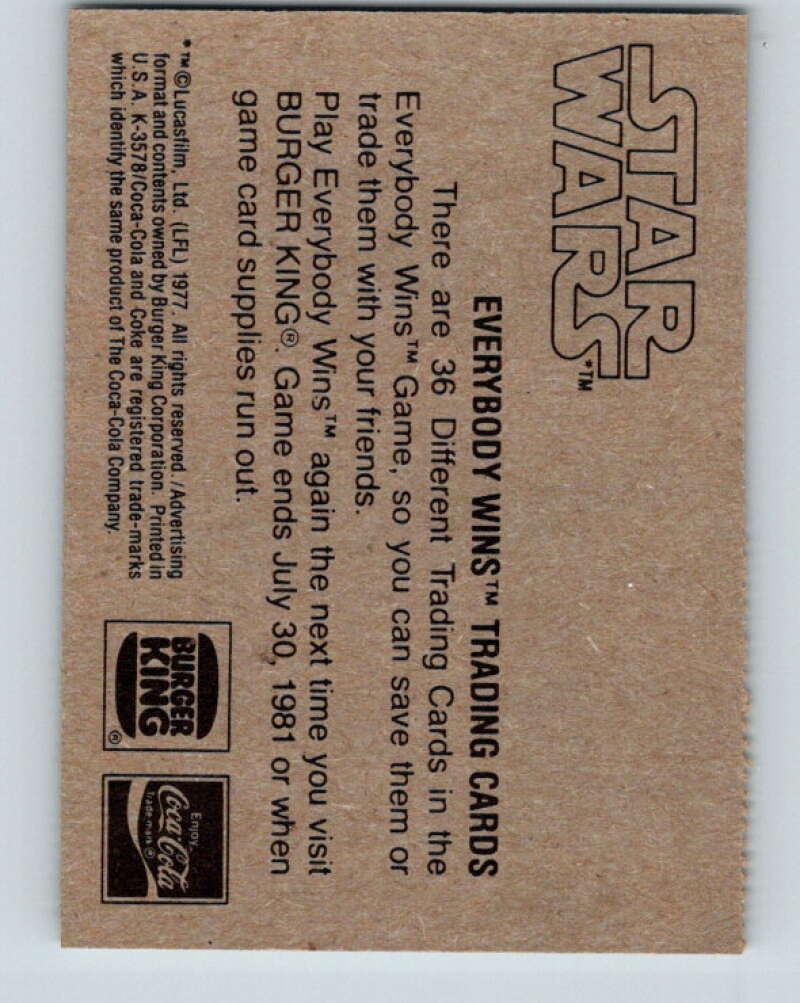 STAR
WARS*™
EVERYBODY WINS™ TRADING CARDS
There are 36 Different Trading Cards in the
Everybody Wins™ Game, so you can save them or
trade them with your friends.
Play Everybody Wins™ again the next time you visit
BURGER KING®. Game ends July 30, 1981 or when
game card supplies run out.
*™©Lucasfilm, Ltd. (LFL) 1977. All rights reserved./Advertising
format and contents owned by Burger King Corporation. Printed in
U.S.A. K-3578/Coca-Cola and Coke are registered trade-marks
which identify the same product of The Coca-Cola Company.
BURGER
KING
®
Enjoy
Coca-Cola
Trade-mark®